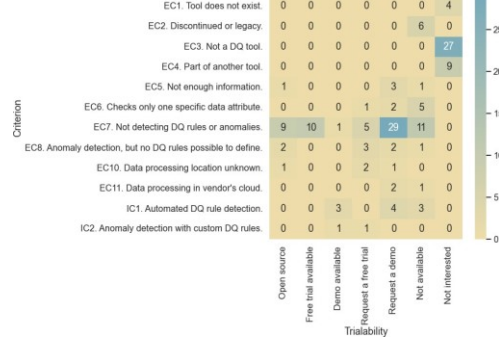 EC1. Tool does not exist. 0 0 0 0 0 0 4
EC2. Discontinued or legacy. 0 0 0 0 0 6 0
EC3. Not a DQ tool. 0 0 0 0 0 0 27
EC4. Part of another tool. 0 0 0 0 0 0 9
EC5. Not enough information. 1 0 0 0 3 1 0
EC6. Checks only one specific data attribute. 0 0 0 1 2 5 0
EC7. Not detecting DQ rules or anomalies. 9 10 1 5 29 11 0
EC8. Anomaly detection, but no DQ rules possible to define. 2 0 0 3 2 1 0
EC10. Data processing location unknown. 1 0 0 2 1 0 0
EC11. Data processing in vendor's cloud. 0 0 0 0 2 1 0
IC1. Automated DQ rule detection. 0 0 3 0 4 3 0
IC2. Anomaly detection with custom DQ rules. 0 0 1 1 0 0 0
Criterion
Open source
Free trial available
Demo available
Request a free trial
Request a demo
Not available
Not interested
Trialability
5
0